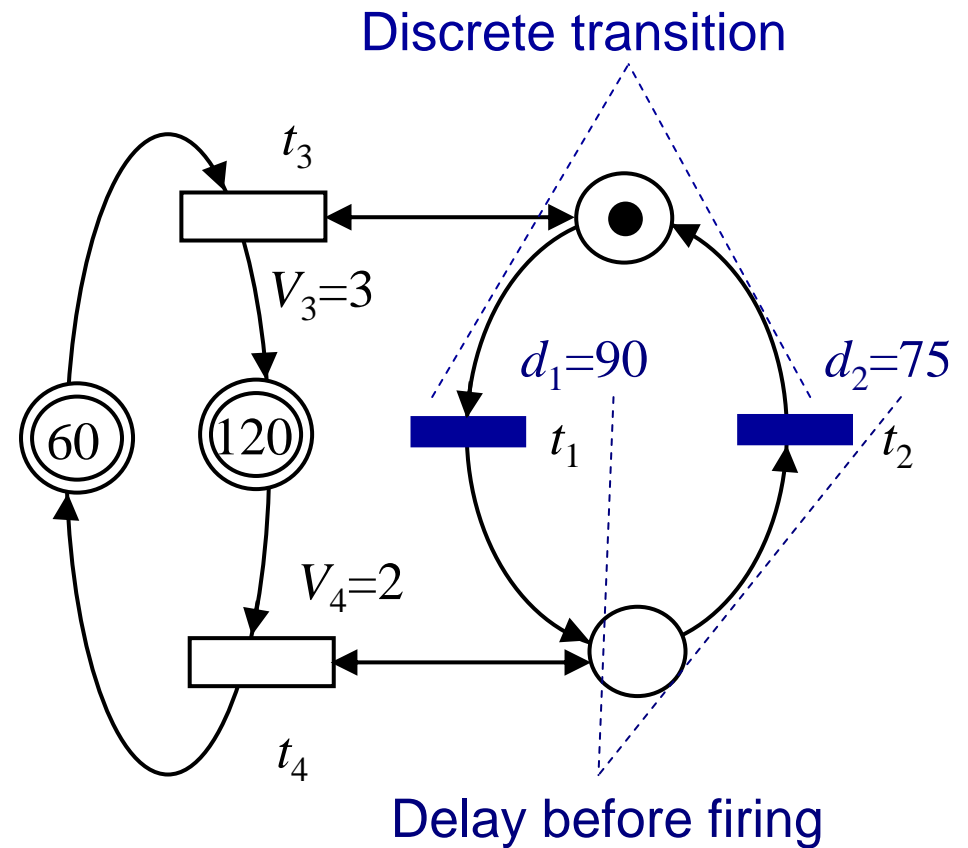 Discrete transition
t3
V3=3
d1=90
d2=75
60
120
t1
t2
V4=2
t4
Delay before firing